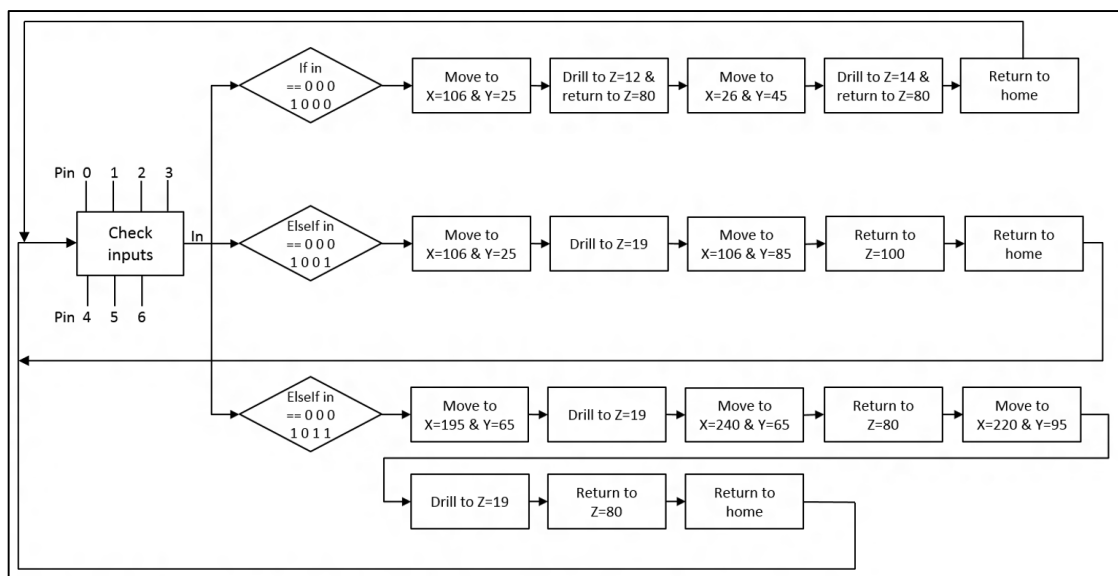 If in
== 0 0 0
1 0 0 0
Move to
X=106 & Y=25
Drill to Z=12 &
return to Z=80
Move to
X=26 & Y=45
Drill to Z=14 &
return to Z=80
Return to
home
Pin 0 1 2 3
Check
inputs
In
Pin 4 5 6
ElseIf in
== 0 0 0
1 0 0 1
Move to
X=106 & Y=25
Drill to Z=19
Move to
X=106 & Y=85
Return to
Z=100
Return to
home
ElseIf in
== 0 0 0
1 0 1 1
Move to
X=195 & Y=65
Drill to Z=19
Move to
X=240 & Y=65
Return to
Z=80
Move to
X=220 & Y=95
Drill to Z=19
Return to
Z=80
Return to
home